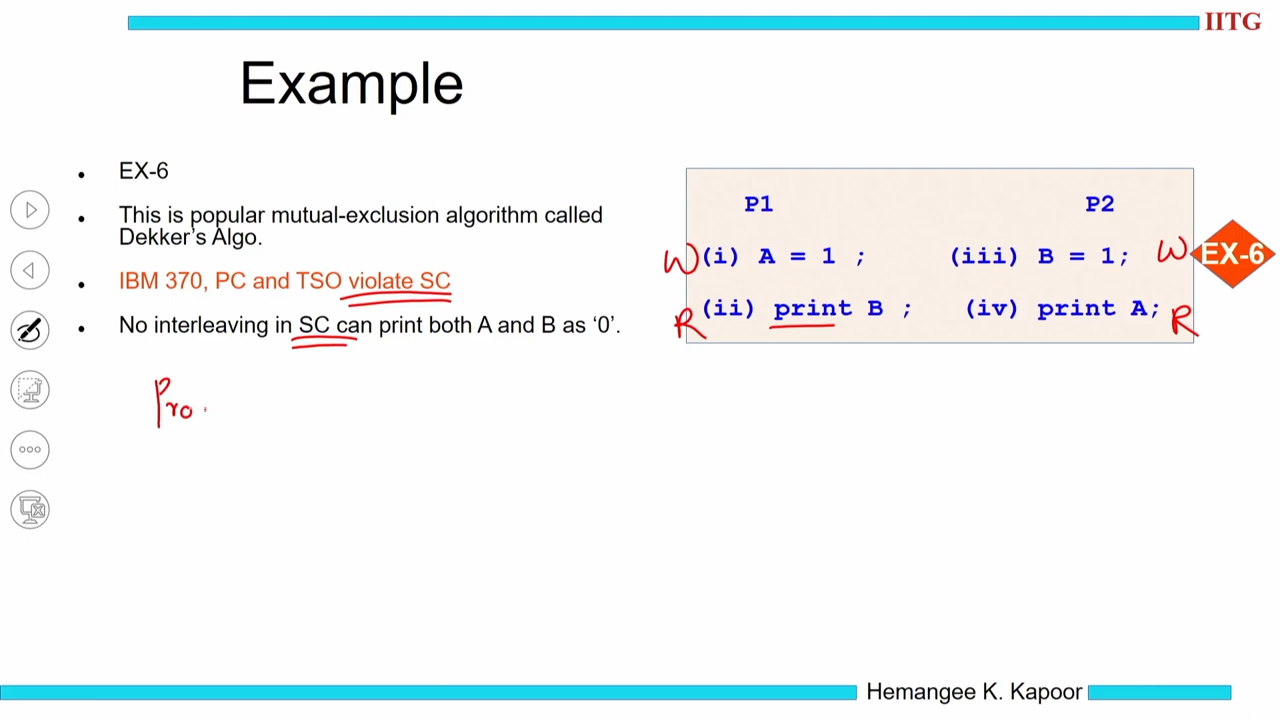 IITG
Example
• EX-6
• This is popular mutual-exclusion algorithm called
Dekker's Algo.
• IBM 370, PC and TSO violate SC
• No interleaving in SC can print both A and B as ‘0’.
P1 P2
W (i) A = 1 ; (iii) B = 1; W
R (ii) print B ; (iv) print A; R
EX-6
Pro
Hemangee K. Kapoor